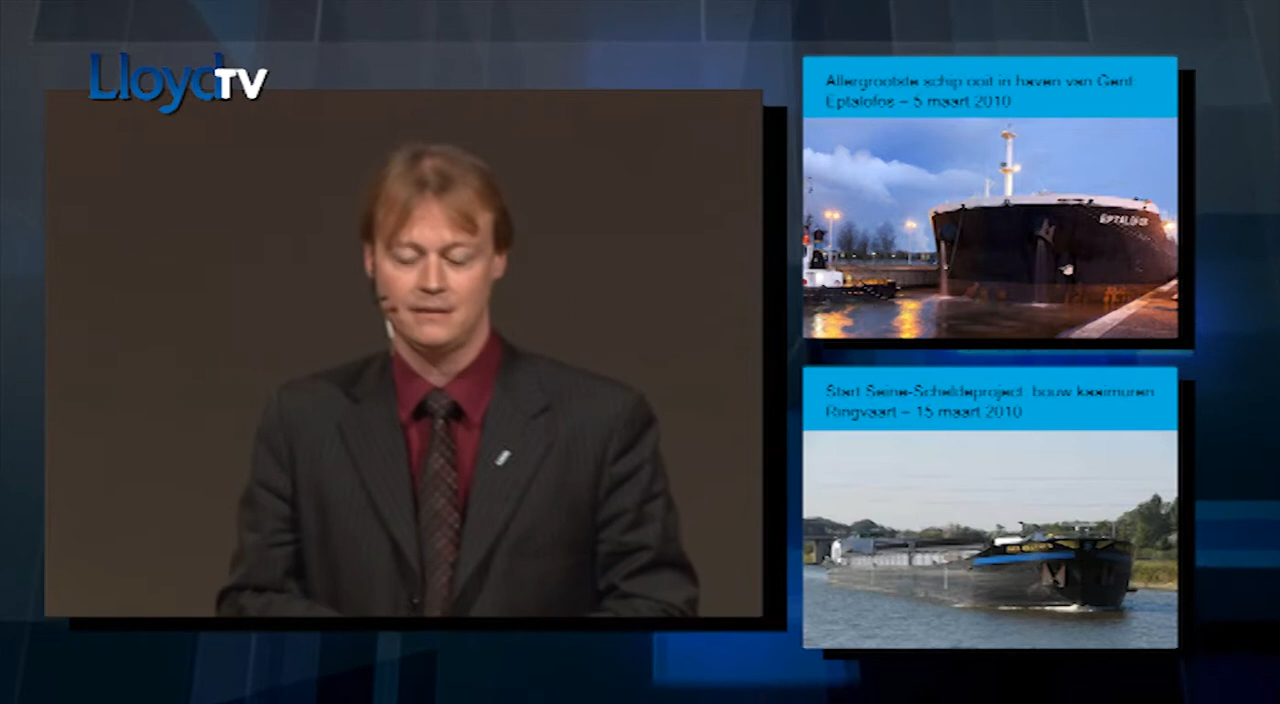 LloydTV
Allergrootste schip ooit in haven van Gent:
Eptalofos – 5 maart 2010
EPTALOFOS
Start Seine-Scheldeproject: bouw kaaimuren
Ringvaart – 15 maart 2010